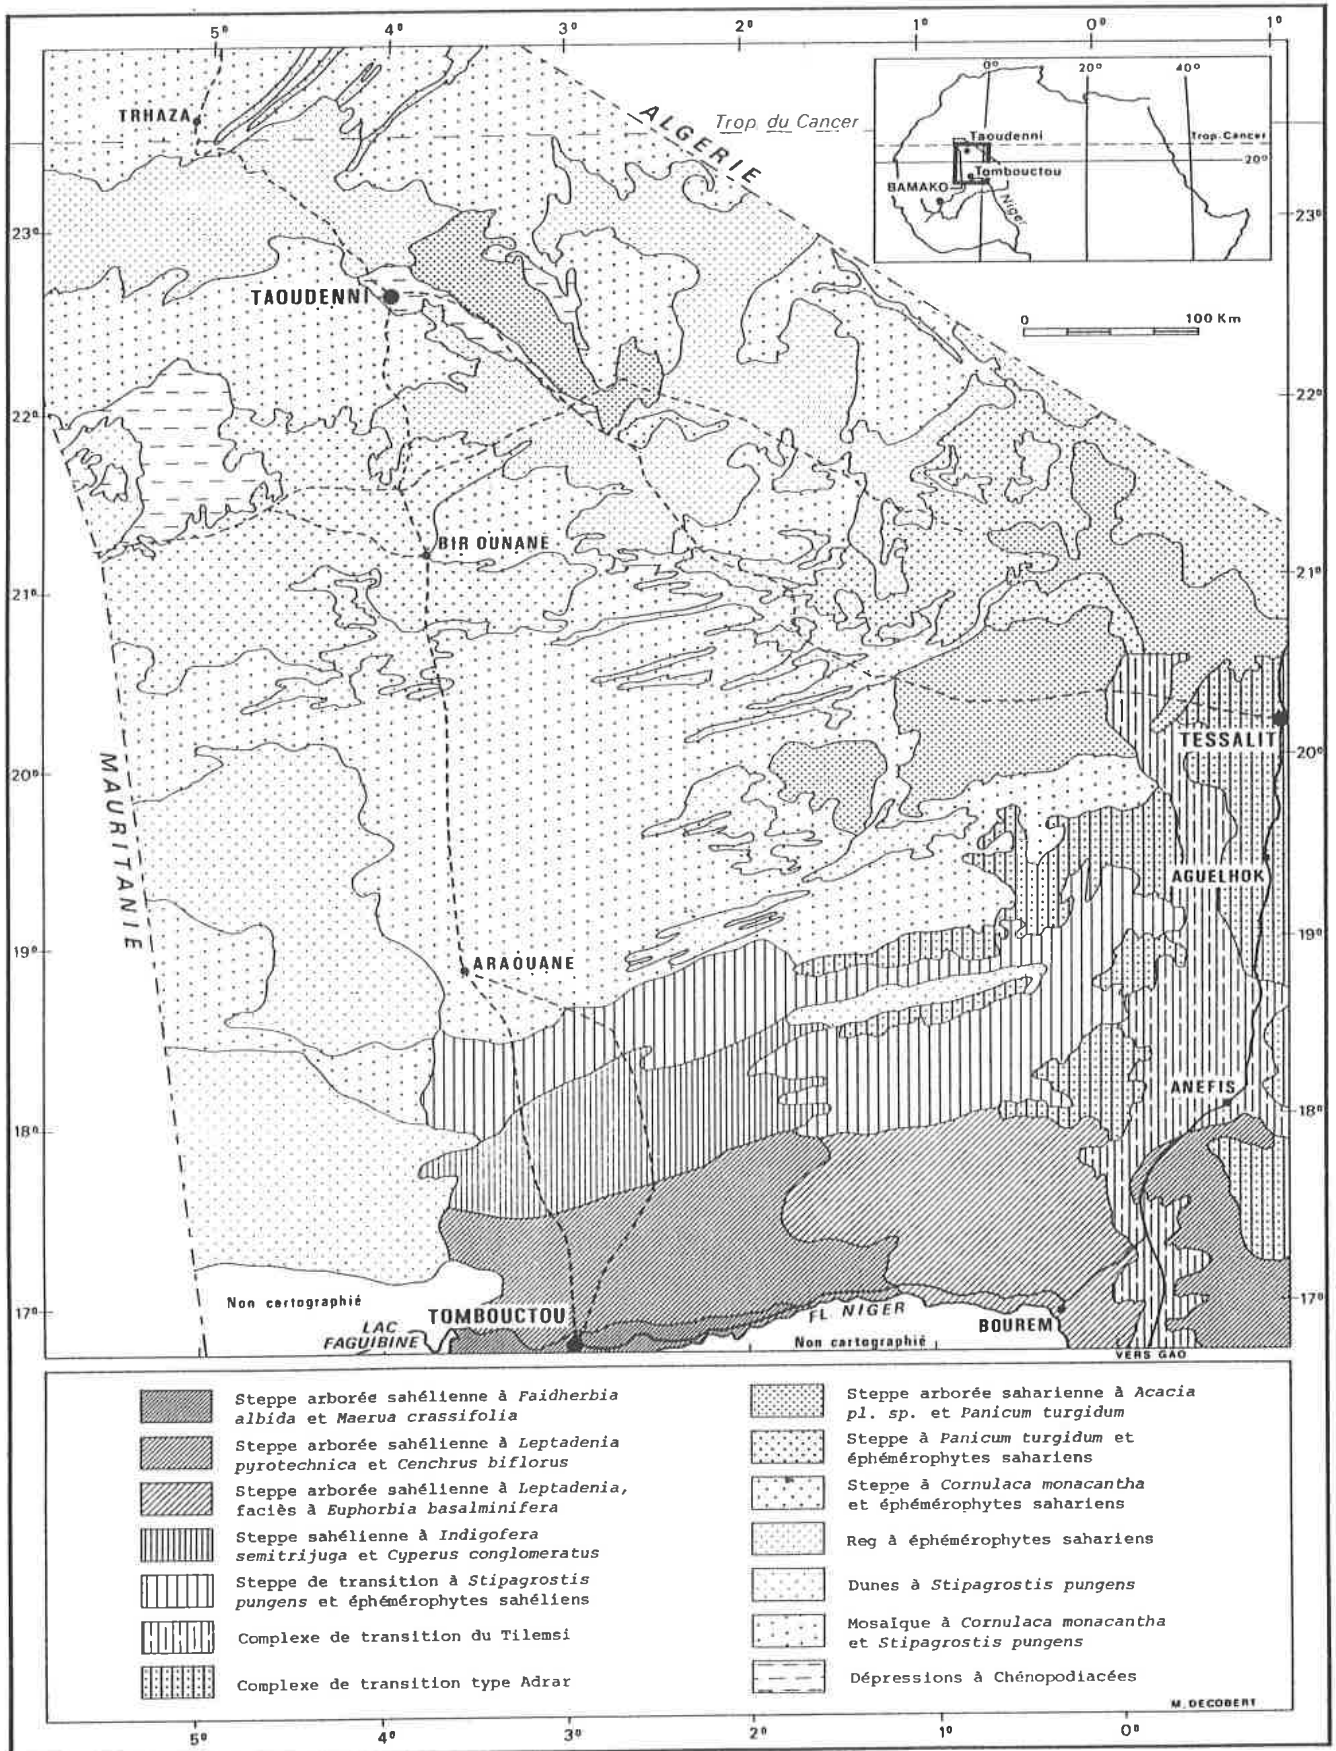 5° 4° 3° 2° 1° 0° 1°
TRHAZA
ALGERIE
Trop du Cancer
0° 20° 40°
Taoudenni
Trop. Cancer
20°
Tombouctou
BAMAKO
Niger
23° 23°
TAOUDENNI
0 100 Km
22° 22°
BIR OUNANE
21° 21°
TESSALIT
20° 20°
MAURITANIE
AGUELHOK
19° 19°
ARAOUANE
ANEFIS
18° 18°
Non cartographié
17° 17°
TOMBOUCTOU
FL. NIGER
LAC
FAGUIBINE
BOUREM
Non cartographié
VERS GAO
Steppe arborée sahélienne à Faidherbia
albida et Maerua crassifolia
Steppe arborée sahélienne à Leptadenia
pyrotechnica et Cenchrus biflorus
Steppe arborée sahélienne à Leptadenia,
faciès à Euphorbia basalminifera
Steppe sahélienne à Indigofera
semitrijuga et Cyperus conglomeratus
Steppe de transition à Stipagrostis
pungens et éphémérophytes sahéliens
Complexe de transition du Tilemsi
Complexe de transition type Adrar
Steppe arborée saharienne à Acacia
pl. sp. et Panicum turgidum
Steppe à Panicum turgidum et
éphémérophytes sahariens
Steppe à Cornulaca monacantha
et éphémérophytes sahariens
Reg à éphémérophytes sahariens
Dunes à Stipagrostis pungens
Mosaïque à Cornulaca monacantha
et Stipagrostis pungens
Dépressions à Chénopodiacées
M. DECOBERT
5° 4° 3° 2° 1° 0°